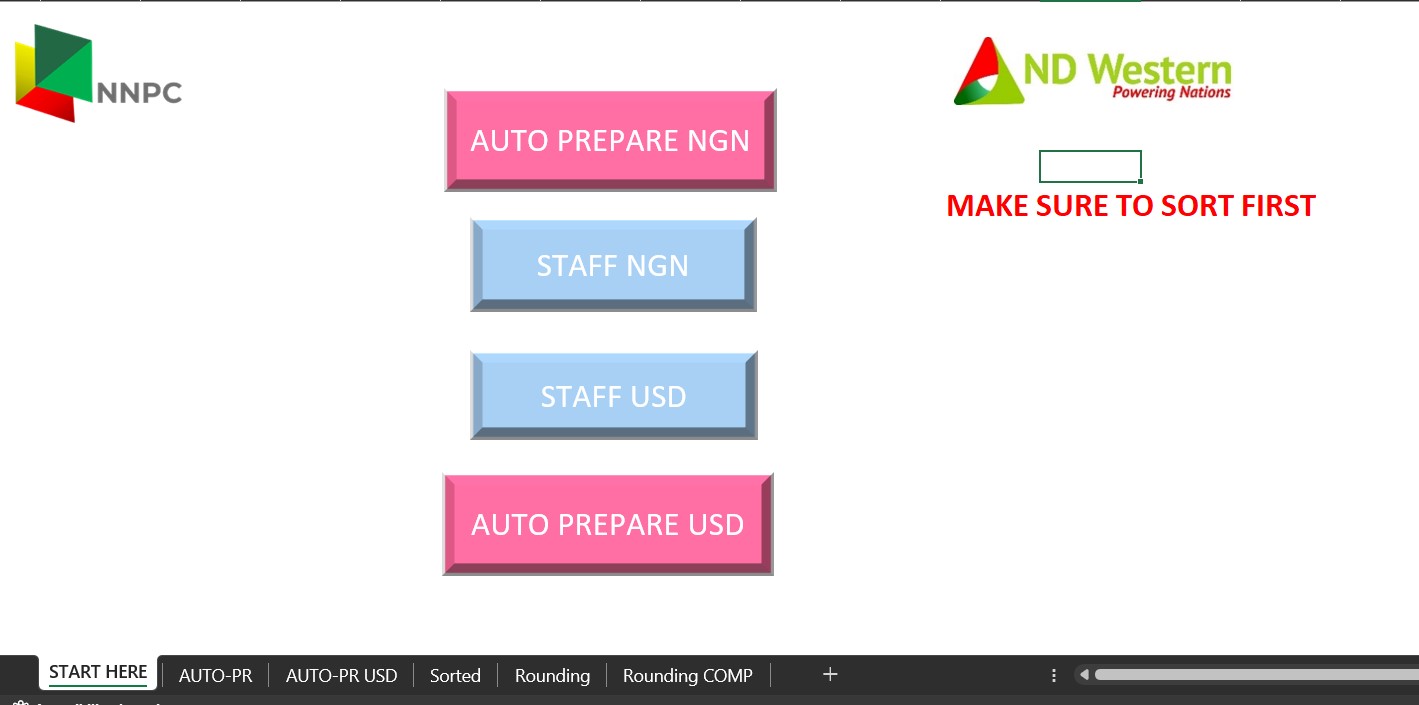 NNPC
ND Western
Powering Nations
AUTO PREPARE NGN
MAKE SURE TO SORT FIRST
STAFF NGN
STAFF USD
AUTO PREPARE USD
START HERE
AUTO-PR
AUTO-PR USD
Sorted
Rounding
Rounding COMP